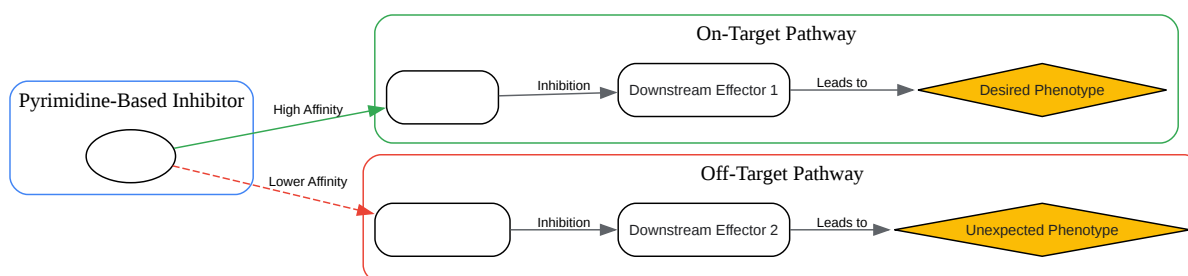 Pyrimidine-Based Inhibitor
High Affinity
Lower Affinity
On-Target Pathway
Inhibition
Downstream Effector 1
Leads to
Desired Phenotype
Off-Target Pathway
Inhibition
Downstream Effector 2
Leads to
Unexpected Phenotype